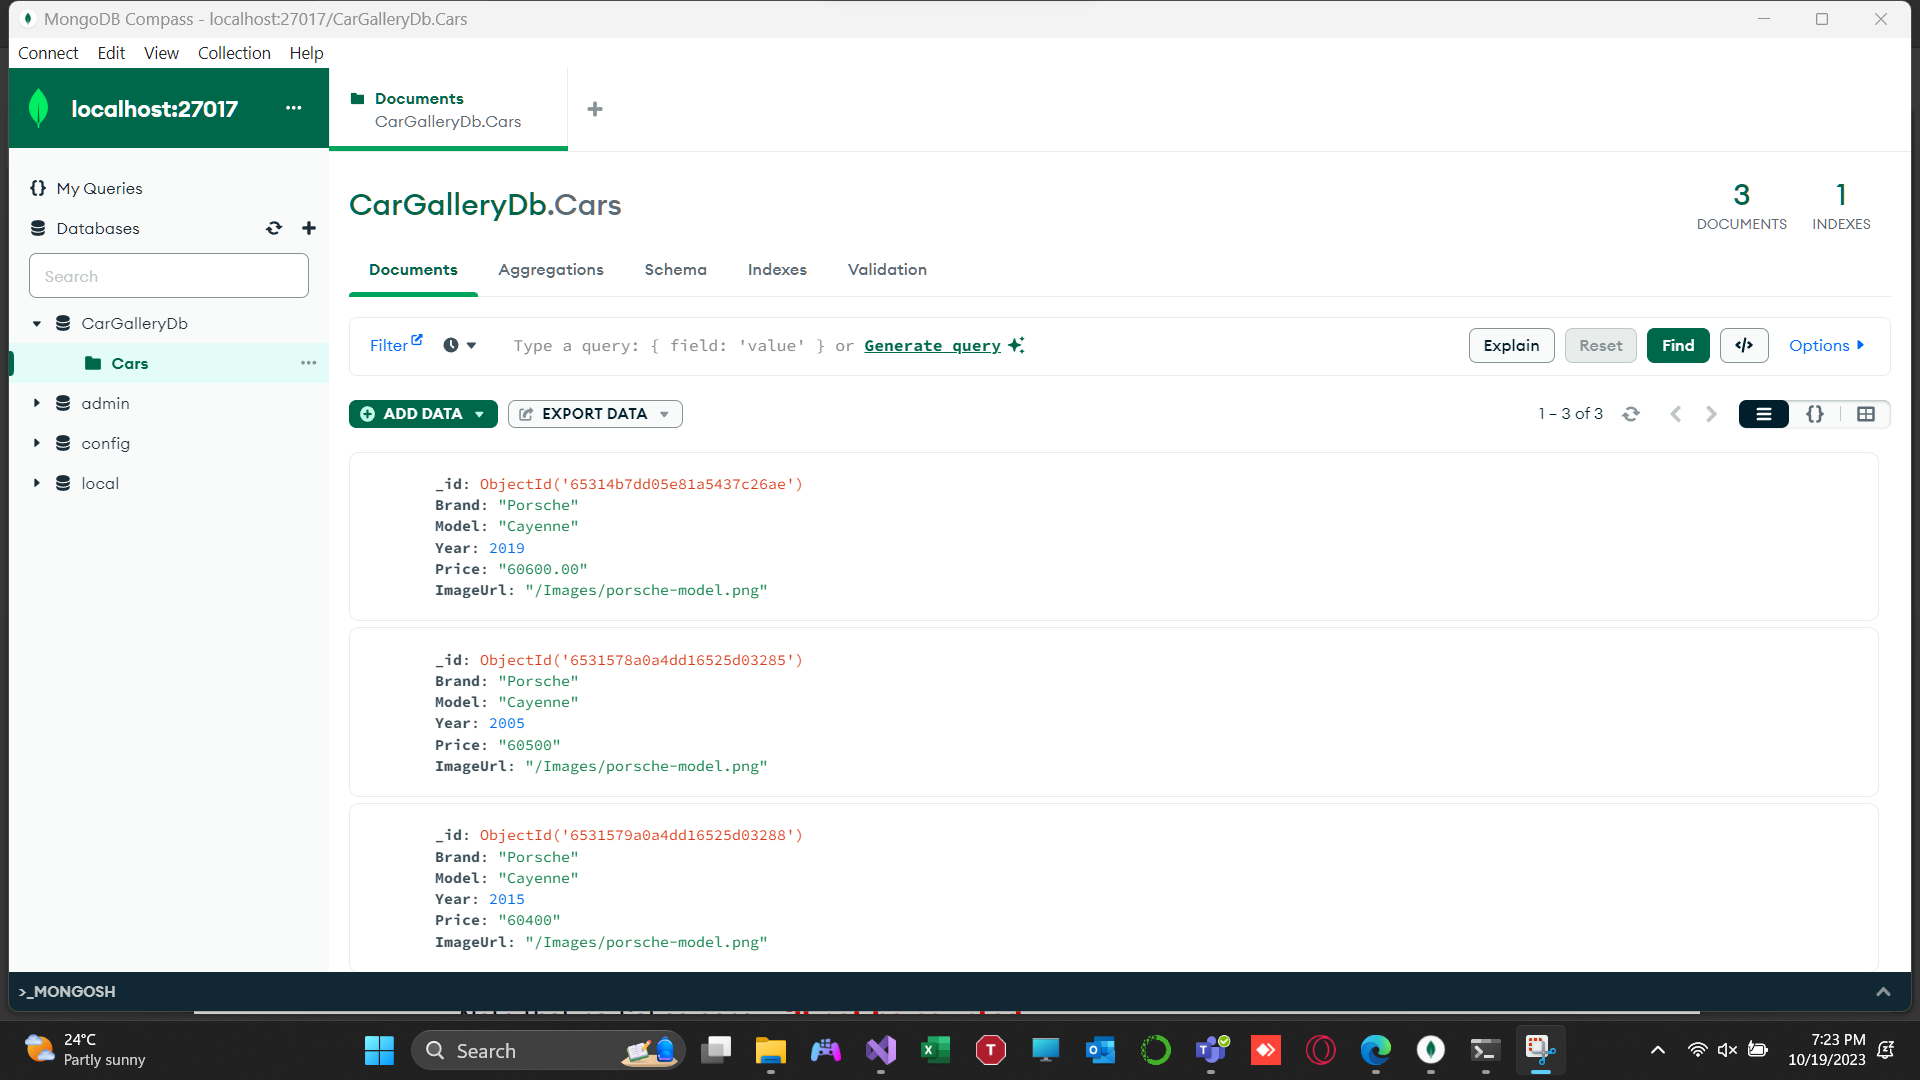 MongoDB Compass - localhost:27017/CarGalleryDb.Cars
Connect Edit View Collection Help
localhost:27017
Documents
CarGalleryDb.Cars
My Queries
Databases
Search
CarGalleryDb
Cars
admin
config
local
CarGalleryDb.Cars
3
DOCUMENTS
1
INDEXES
Documents Aggregations Schema Indexes Validation
Filter Type a query: { field: 'value' } or Generate query Explain Reset Find </> Options
ADD DATA EXPORT DATA 1 – 3 of 3 {}
_id: ObjectId('65314b7dd05e81a5437c26ae')
Brand: "Porsche"
Model: "Cayenne"
Year: 2019
Price: "60600.00"
ImageUrl: "/Images/porsche-model.png"
_id: ObjectId('6531578a0a4dd16525d03285')
Brand: "Porsche"
Model: "Cayenne"
Year: 2005
Price: "60500"
ImageUrl: "/Images/porsche-model.png"
_id: ObjectId('6531579a0a4dd16525d03288')
Brand: "Porsche"
Model: "Cayenne"
Year: 2015
Price: "60400"
ImageUrl: "/Images/porsche-model.png"
>_MONGOSH
24°C
Partly sunny
Search
7:23 PM
10/19/2023